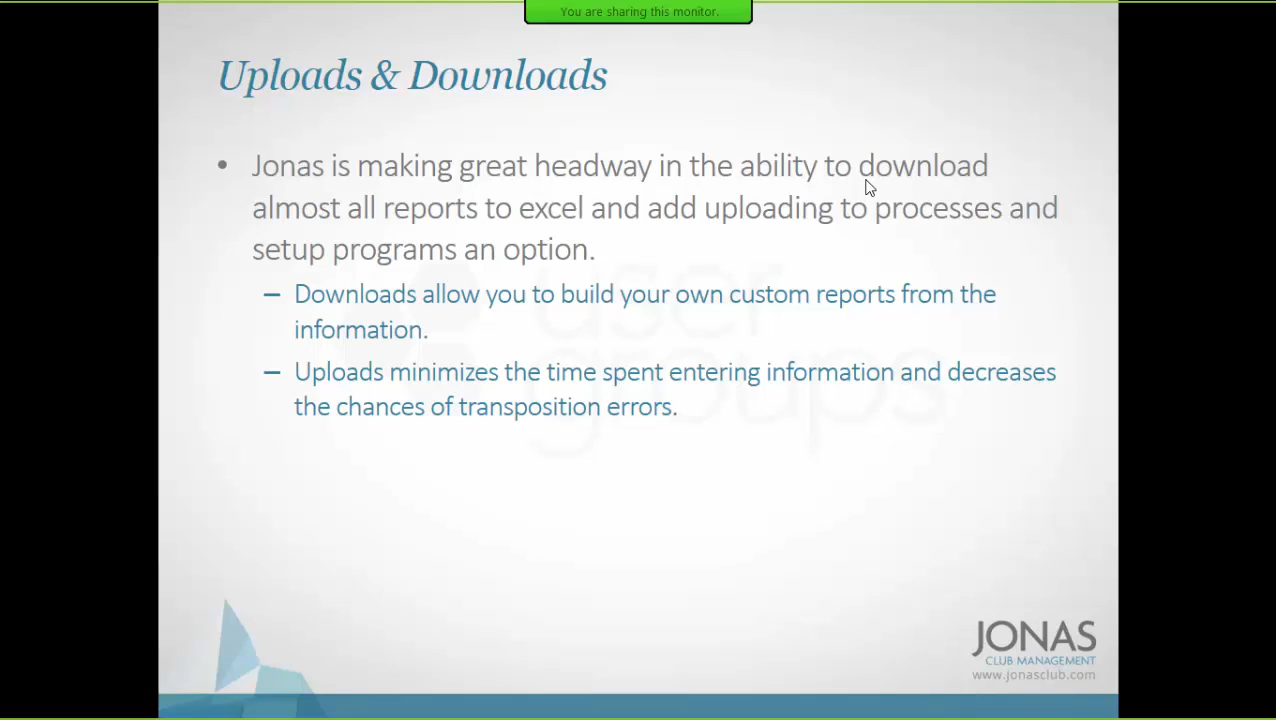 You are sharing this monitor.
Uploads & Downloads
• Jonas is making great headway in the ability to download
almost all reports to excel and add uploading to processes and
setup programs an option.
– Downloads allow you to build your own custom reports from the
information.
– Uploads minimizes the time spent entering information and decreases
the chances of transposition errors.
user
groups
JONAS
CLUB MANAGEMENT
www.jonasclub.com